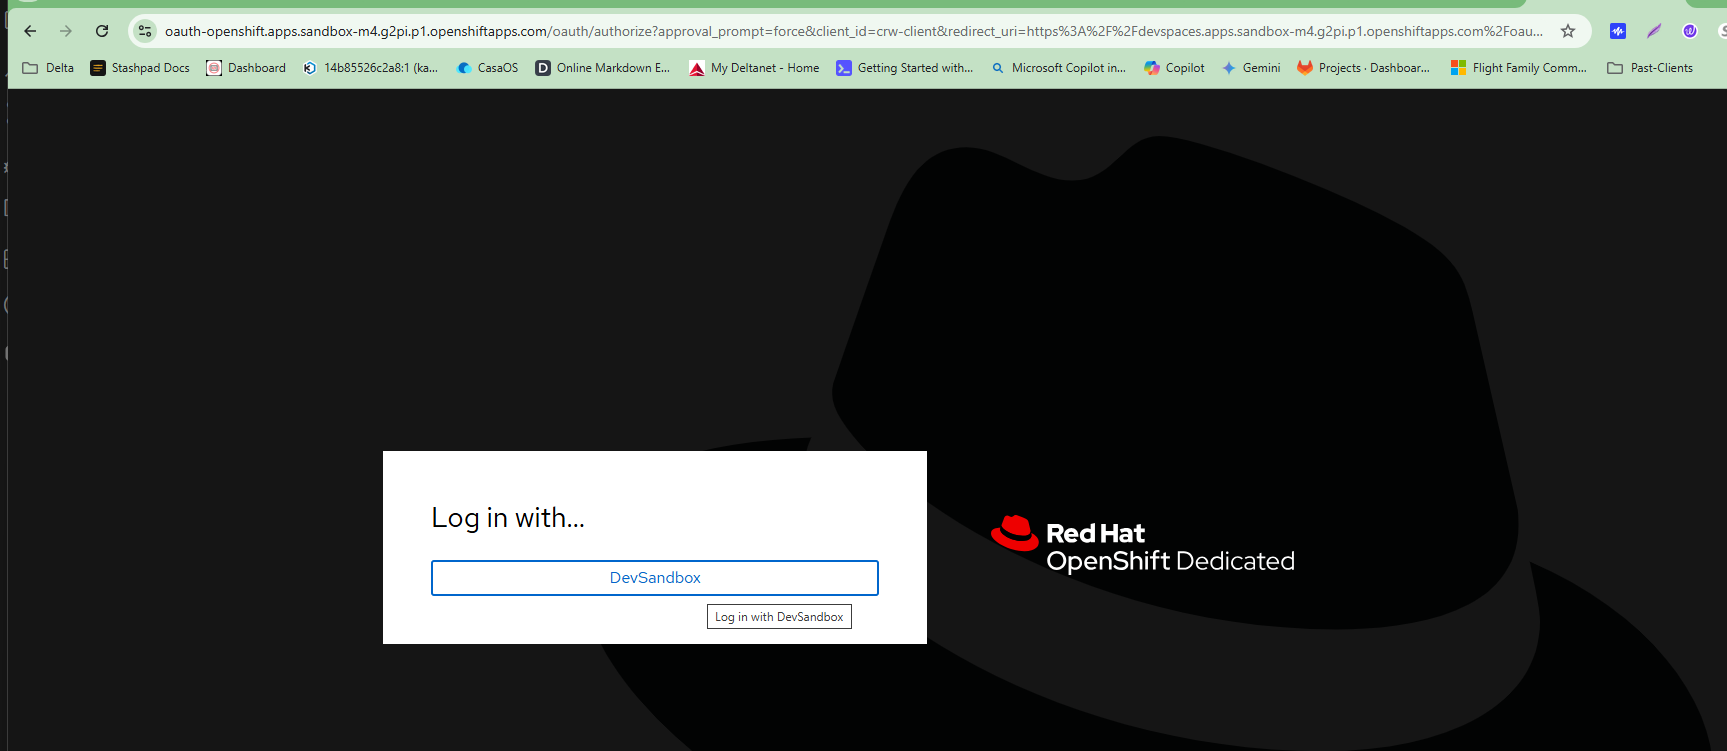 oauth-openshift.apps.sandbox-m4.g2pi.p1.openshiftapps.com/oauth/authorize?approval_prompt=force&client_id=crw-client&redirect_uri=https%3A%2F%2Fdevspaces.apps.sandbox-m4.g2pi.p1.openshiftapps.com%2Foau...
Delta Stashpad Docs Dashboard 14b85526c2a8:1 (ka... CasaOS Online Markdown E... My Deltanet - Home Getting Started with... Microsoft Copilot in... Copilot Gemini Projects · Dashboar... Flight Family Comm... Past-Clients
Log in with...
DevSandbox
Log in with DevSandbox
Red Hat
OpenShift Dedicated